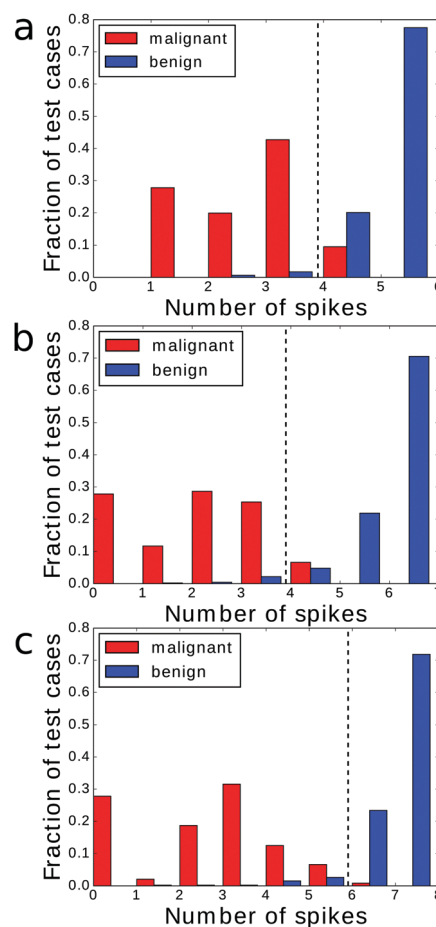 a
0.8
0.7
0.6
0.5
0.4
0.3
0.2
0.1
0.0
Fraction of test cases
malignant
benign
0 1 2 3 4 5 6
Number of spikes
b
0.8
0.7
0.6
0.5
0.4
0.3
0.2
0.1
0.0
Fraction of test cases
malignant
benign
0 1 2 3 4 5 6 7
Number of spikes
c
0.8
0.7
0.6
0.5
0.4
0.3
0.2
0.1
0.0
Fraction of test cases
malignant
benign
0 1 2 3 4 5 6 7 8
Number of spikes